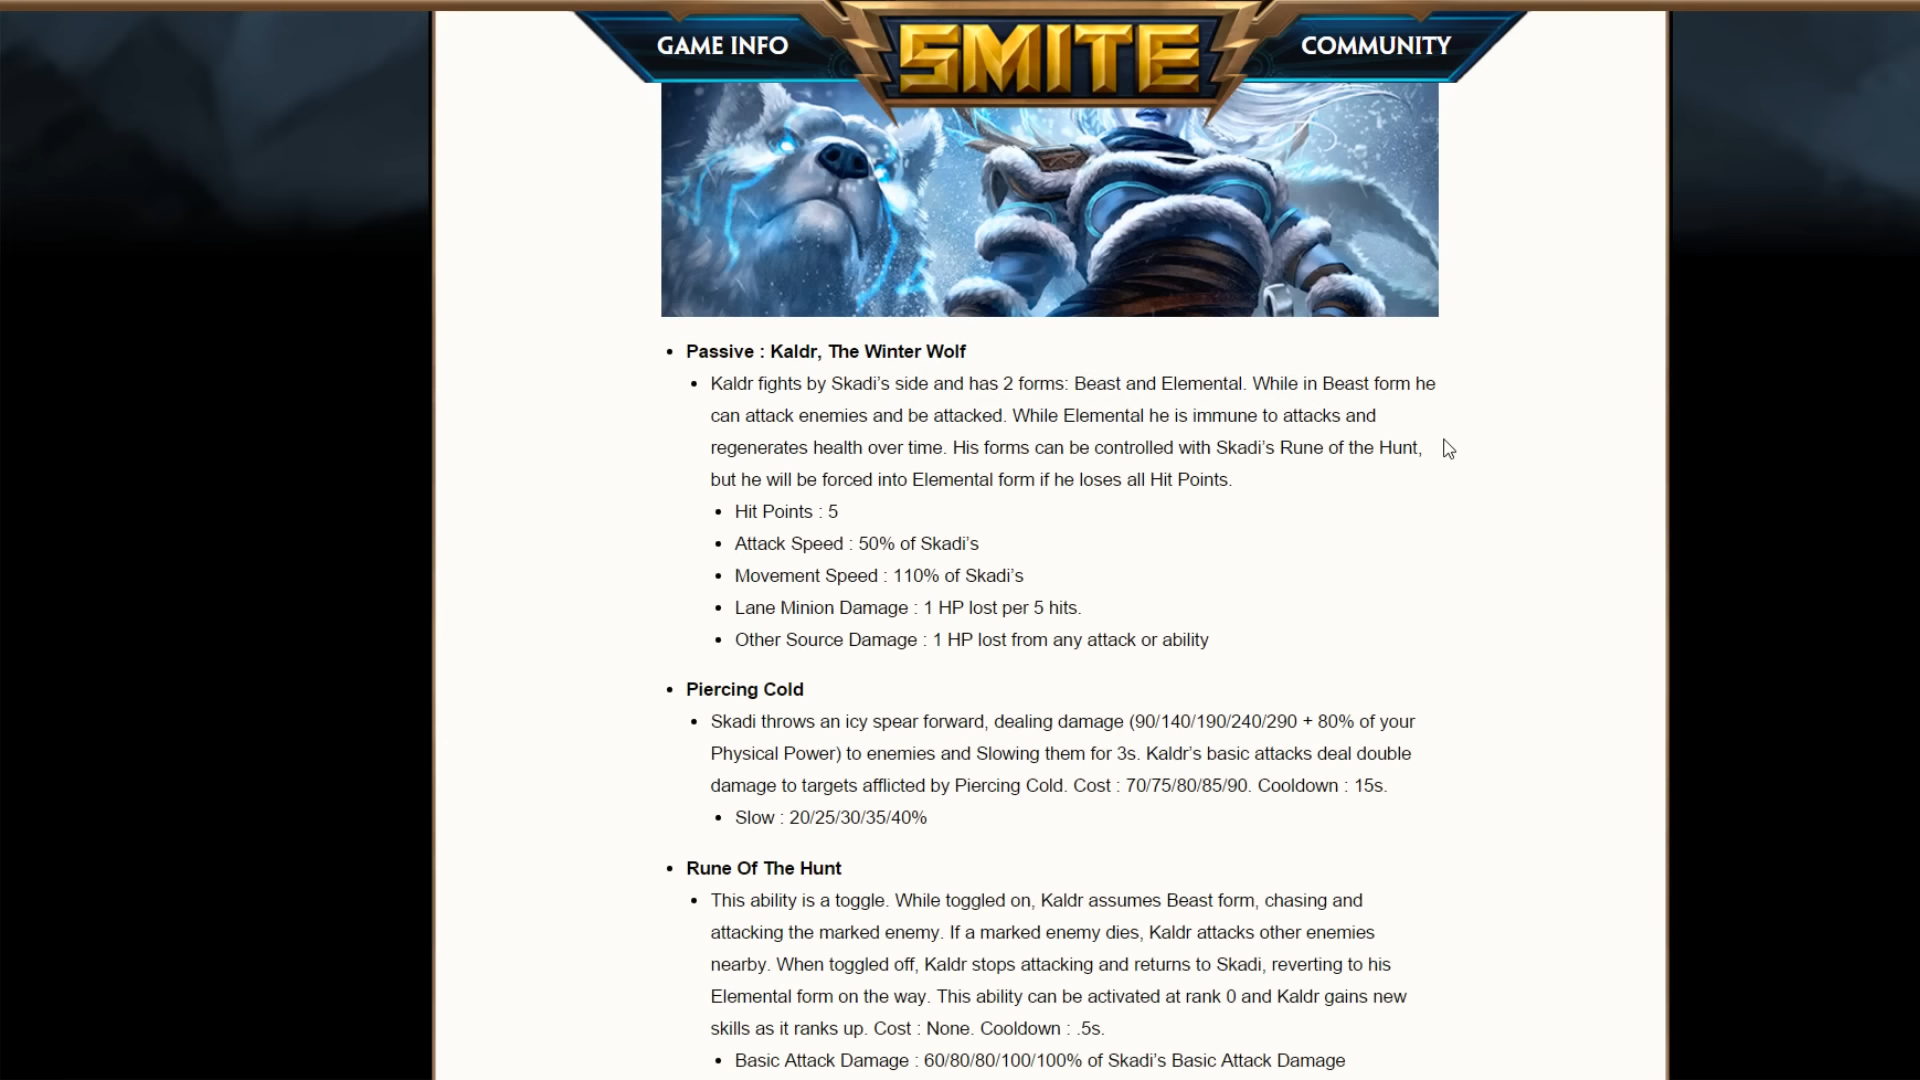 GAME INFO
SMITE
COMMUNITY
• Passive : Kaldr, The Winter Wolf
• Kaldr fights by Skadi’s side and has 2 forms: Beast and Elemental. While in Beast form he
can attack enemies and be attacked. While Elemental he is immune to attacks and
regenerates health over time. His forms can be controlled with Skadi’s Rune of the Hunt,
but he will be forced into Elemental form if he loses all Hit Points.
• Hit Points : 5
• Attack Speed : 50% of Skadi’s
• Movement Speed : 110% of Skadi’s
• Lane Minion Damage : 1 HP lost per 5 hits.
• Other Source Damage : 1 HP lost from any attack or ability
• Piercing Cold
• Skadi throws an icy spear forward, dealing damage (90/140/190/240/290 + 80% of your
Physical Power) to enemies and Slowing them for 3s. Kaldr’s basic attacks deal double
damage to targets afflicted by Piercing Cold. Cost : 70/75/80/85/90. Cooldown : 15s.
• Slow : 20/25/30/35/40%
• Rune Of The Hunt
• This ability is a toggle. While toggled on, Kaldr assumes Beast form, chasing and
attacking the marked enemy. If a marked enemy dies, Kaldr attacks other enemies
nearby. When toggled off, Kaldr stops attacking and returns to Skadi, reverting to his
Elemental form on the way. This ability can be activated at rank 0 and Kaldr gains new
skills as it ranks up. Cost : None. Cooldown : .5s.
• Basic Attack Damage : 60/80/80/100/100% of Skadi’s Basic Attack Damage